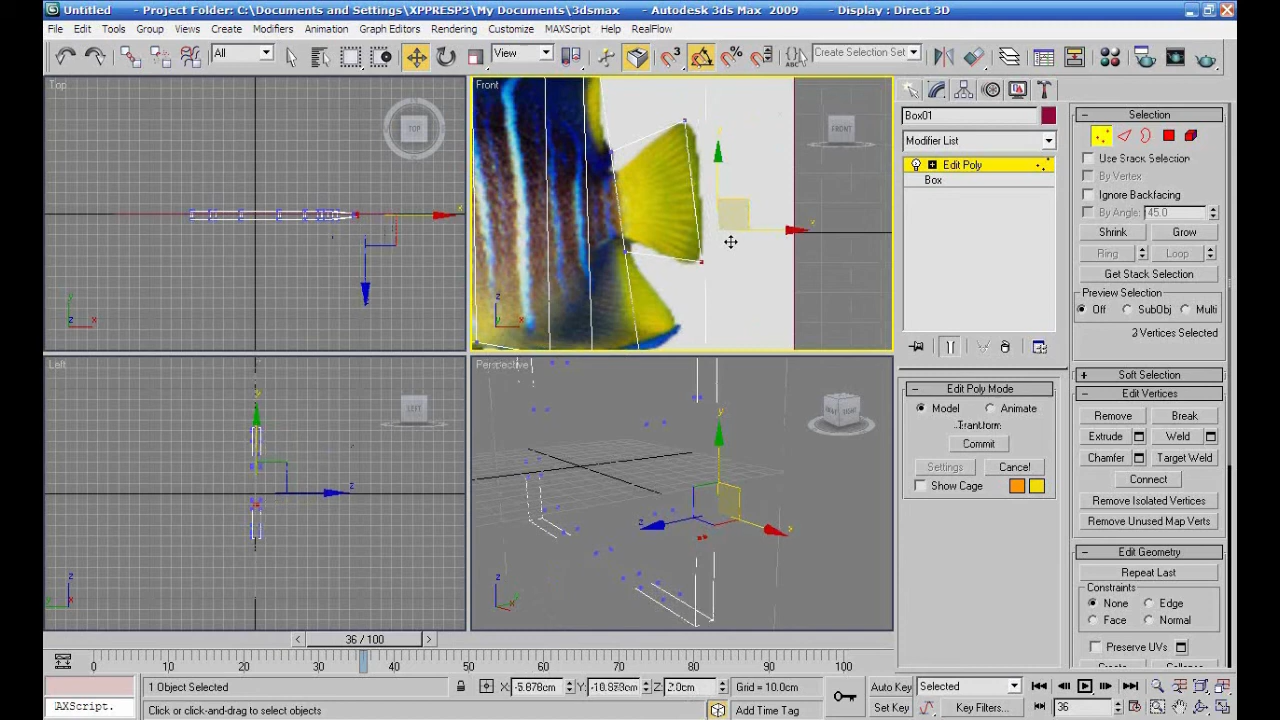 Untitled - Project Folder: C:\Documents and Settings\XPPRESP3\My Documents\3dsmax - Autodesk 3ds Max 2009 - Display : Direct 3D
File Edit Tools Group Views Create Modifiers Animation Graph Editors Rendering Customize MAXScript Help RealFlow
All View 3 % ABC Create Selection Set
Top
TOP
Front
FRONT
Left
LEFT
Perspective
Box01
Modifier List
Edit Poly
Box
Edit Poly Mode
Model Animate
Transform:
Commit
Settings Cancel
Show Cage
Selection
Use Stack Selection
By Vertex
Ignore Backfacing
By Angle: 45.0
Shrink Grow
Ring Loop
Get Stack Selection
Preview Selection
Off SubObj Multi
3 Vertices Selected
Soft Selection
Edit Vertices
Remove Break
Extrude Weld
Chamfer Target Weld
Connect
Remove Isolated Vertices
Remove Unused Map Verts
Edit Geometry
Repeat Last
Constraints
None Edge
Face Normal
Preserve UVs
36 / 100
0 10 20 30 40 50 60 70 80 90 100
1 Object Selected X: -5.878cm Y: -10.878cm Z: 2.0cm Grid = 10.0cm Auto Key Selected
AXScript. Click or click-and-drag to select objects Add Time Tag Set Key Key Filters... 36